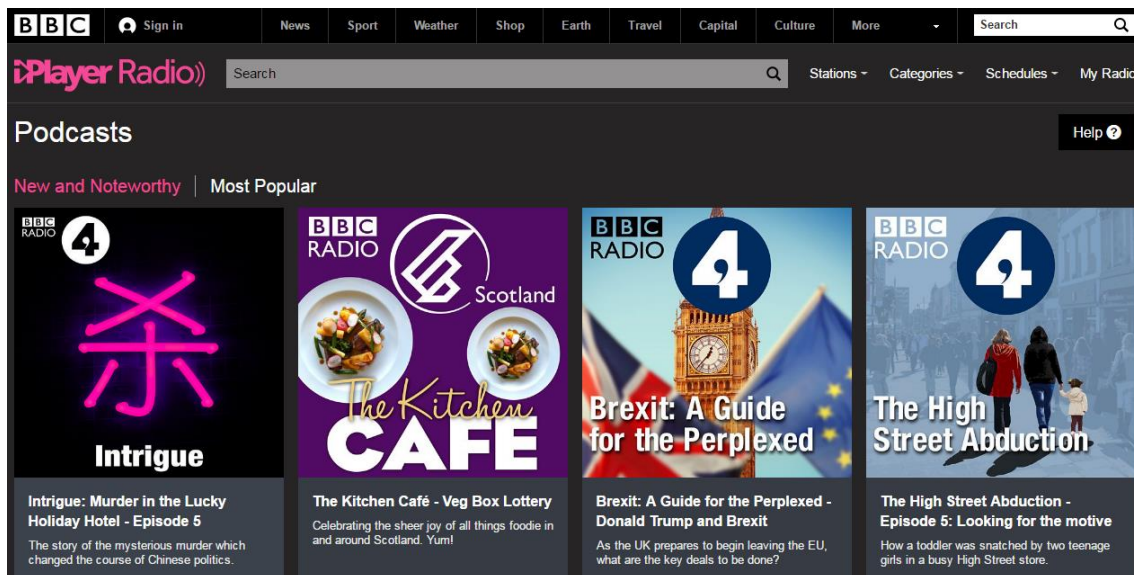 BBC Sign in News Sport Weather Shop Earth Travel Capital Culture More Search
iPlayer Radio Search Stations Categories Schedules My Radio
Podcasts Help ?
New and Noteworthy Most Popular
BBC
RADIO 4
杀
Intrigue
Intrigue: Murder in the Lucky
Holiday Hotel - Episode 5
The story of the mysterious murder which
changed the course of Chinese politics.
BBC
RADIO
Scotland
The Kitchen
CAFE
The Kitchen Café - Veg Box Lottery
Celebrating the sheer joy of all things foodie in
and around Scotland. Yum!
BBC
RADIO 4
Brexit: A Guide
for the Perplexed
Brexit: A Guide for the Perplexed -
Donald Trump and Brexit
As the UK prepares to begin leaving the EU,
what are the key deals to be done?
BBC
RADIO 4
The High
Street Abduction
The High Street Abduction -
Episode 5: Looking for the motive
How a toddler was snatched by two teenage
girls in a busy High Street store.